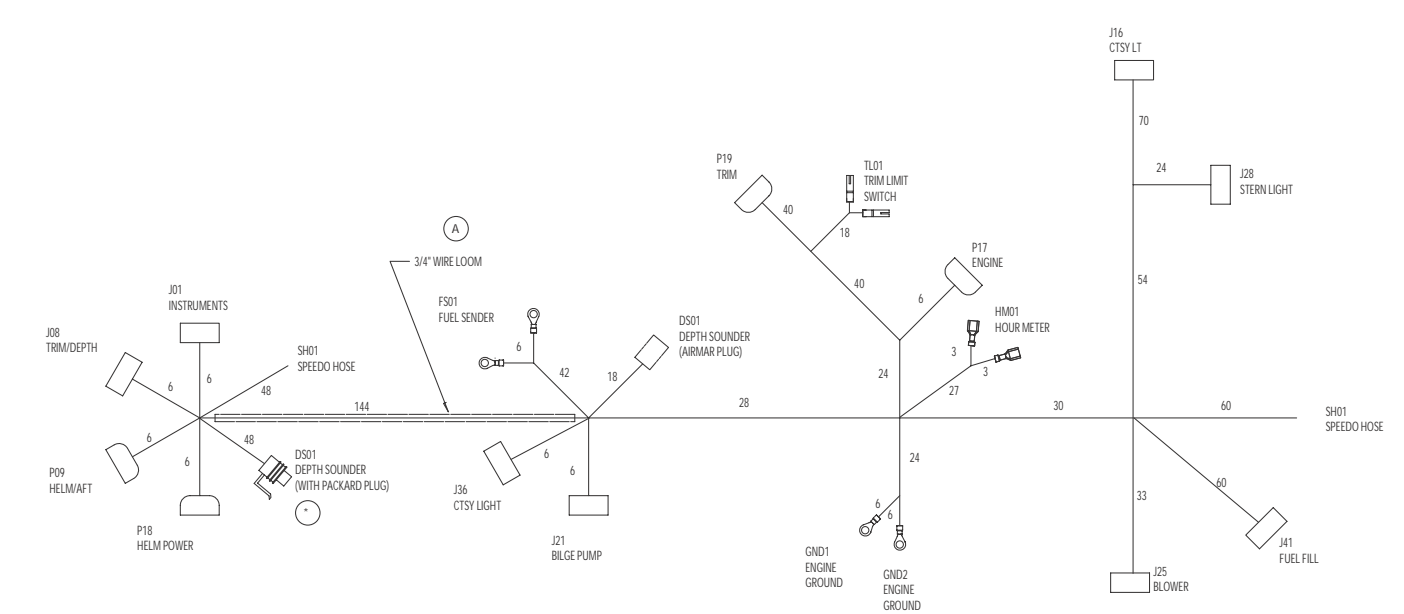 J16
CTSY LT
70
24
J28
STERN LIGHT
54
P19
TRIM
40
TL01
TRIM LIMIT
SWITCH
18
40
P17
ENGINE
6
HM01
HOUR METER
3
3
27
24
A
3/4" WIRE LOOM
FS01
FUEL SENDER
6
42
DS01
DEPTH SOUNDER
(AIRMAR PLUG)
18
J01
INSTRUMENTS
J08
TRIM/DEPTH
6
6
SH01
SPEEDO HOSE
48
144
28
30
60
SH01
SPEEDO HOSE
6
P09
HELM/AFT
6
48
DS01
DEPTH SOUNDER
(WITH PACKARD PLUG)
*
P18
HELM POWER
6
J36
CTSY LIGHT
6
J21
BILGE PUMP
24
6
6
GND1
ENGINE
GROUND
GND2
ENGINE
GROUND
33
60
J41
FUEL FILL
J25
BLOWER